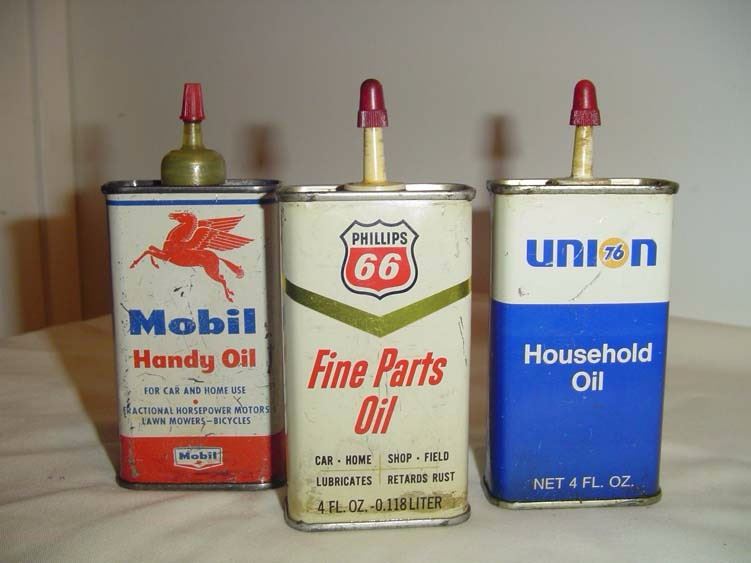 Mobil
Handy Oil
FOR CAR AND HOME USE
FRACTIONAL HORSEPOWER MOTORS
LAWN MOWERS-BICYCLES
Mobil
PHILLIPS
66
Fine Parts
Oil
CAR · HOME SHOP · FIELD
LUBRICATES RETARDS RUST
4 FL. OZ.-0.118 LITER
UNION 76
Household
Oil
NET 4 FL. OZ.